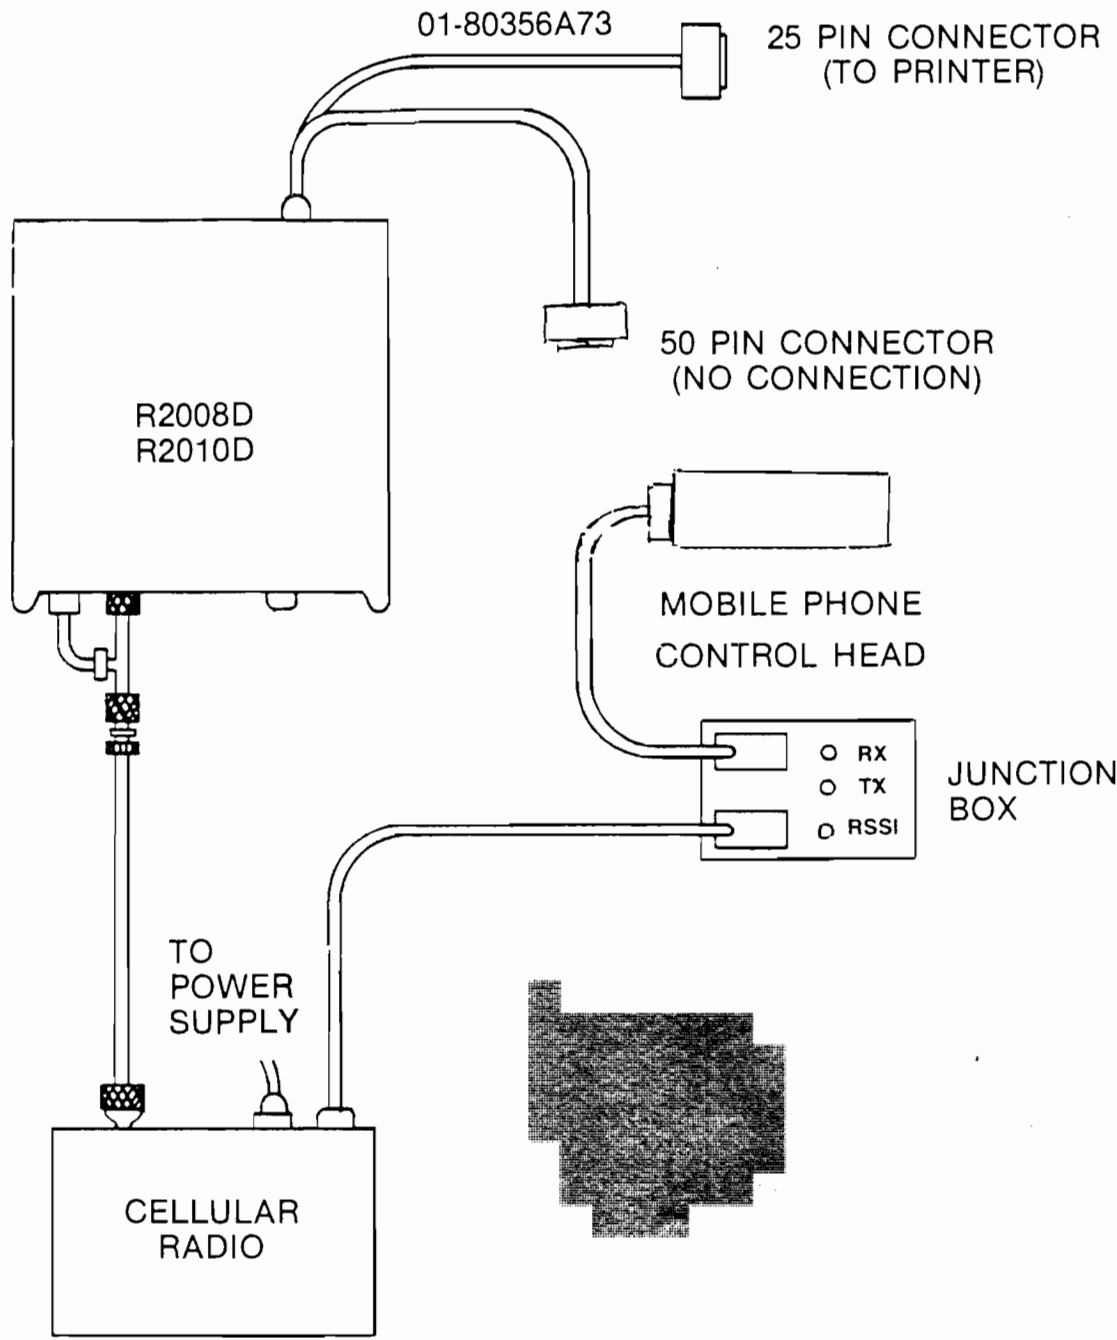 01-80356A73
25 PIN CONNECTOR
(TO PRINTER)
50 PIN CONNECTOR
(NO CONNECTION)
R2008D
R2010D
MOBILE PHONE
CONTROL HEAD
RX
TX
RSSI
JUNCTION
BOX
TO
POWER
SUPPLY
CELLULAR
RADIO